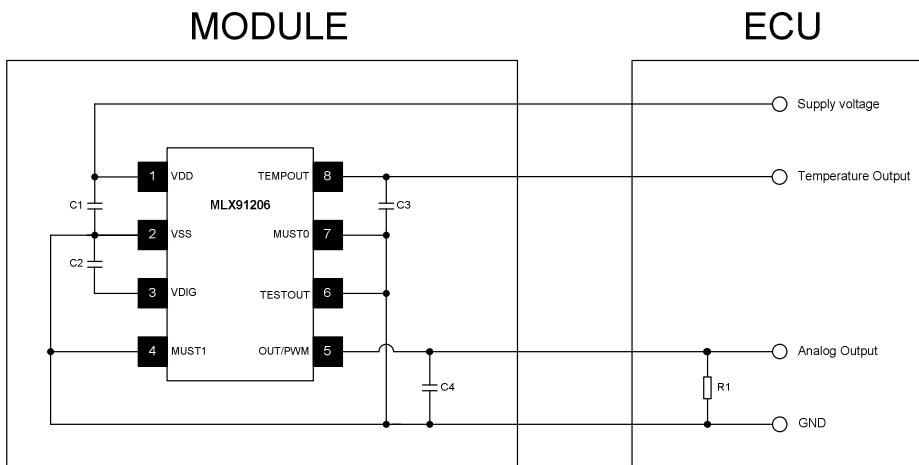 MODULE
ECU
Supply voltage
1 VDD TEMPOUT 8
Temperature Output
C1
MLX91206
C3
2 VSS MUST0 7
C2
3 VDIG TESTOUT 6
4 MUST1 OUT/PWM 5
Analog Output
C4
R1
GND